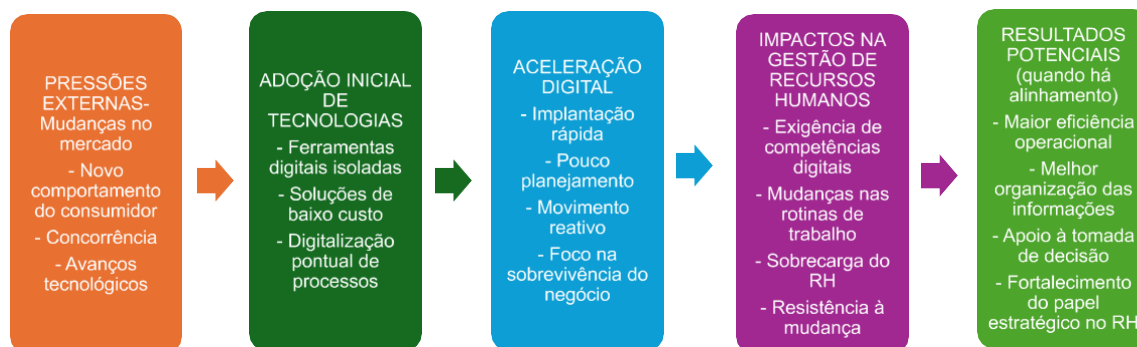 PRESSÕES
EXTERNAS-
Mudanças no
mercado
- Novo
comportamento
do consumidor
- Concorrência
- Avanços
tecnológicos
ADOÇÃO INICIAL
DE
TECNOLOGIAS
- Ferramentas
digitais isoladas
- Soluções de
baixo custo
- Digitalização
pontual de
processos
ACELERAÇÃO
DIGITAL
- Implantação
rápida
- Pouco
planejamento
- Movimento
reativo
- Foco na
sobrevivência do
negócio
IMPACTOS NA
GESTÃO DE
RECURSOS
HUMANOS
- Exigência de
competências
digitais
- Mudanças nas
rotinas de
trabalho
- Sobrecarga do
RH
- Resistência à
mudança
RESULTADOS
POTENCIAIS
(quando há
alinhamento)
- Maior eficiência
operacional
- Melhor
organização das
informações
- Apoio à tomada
de decisão
- Fortalecimento
do papel
estratégico no RH